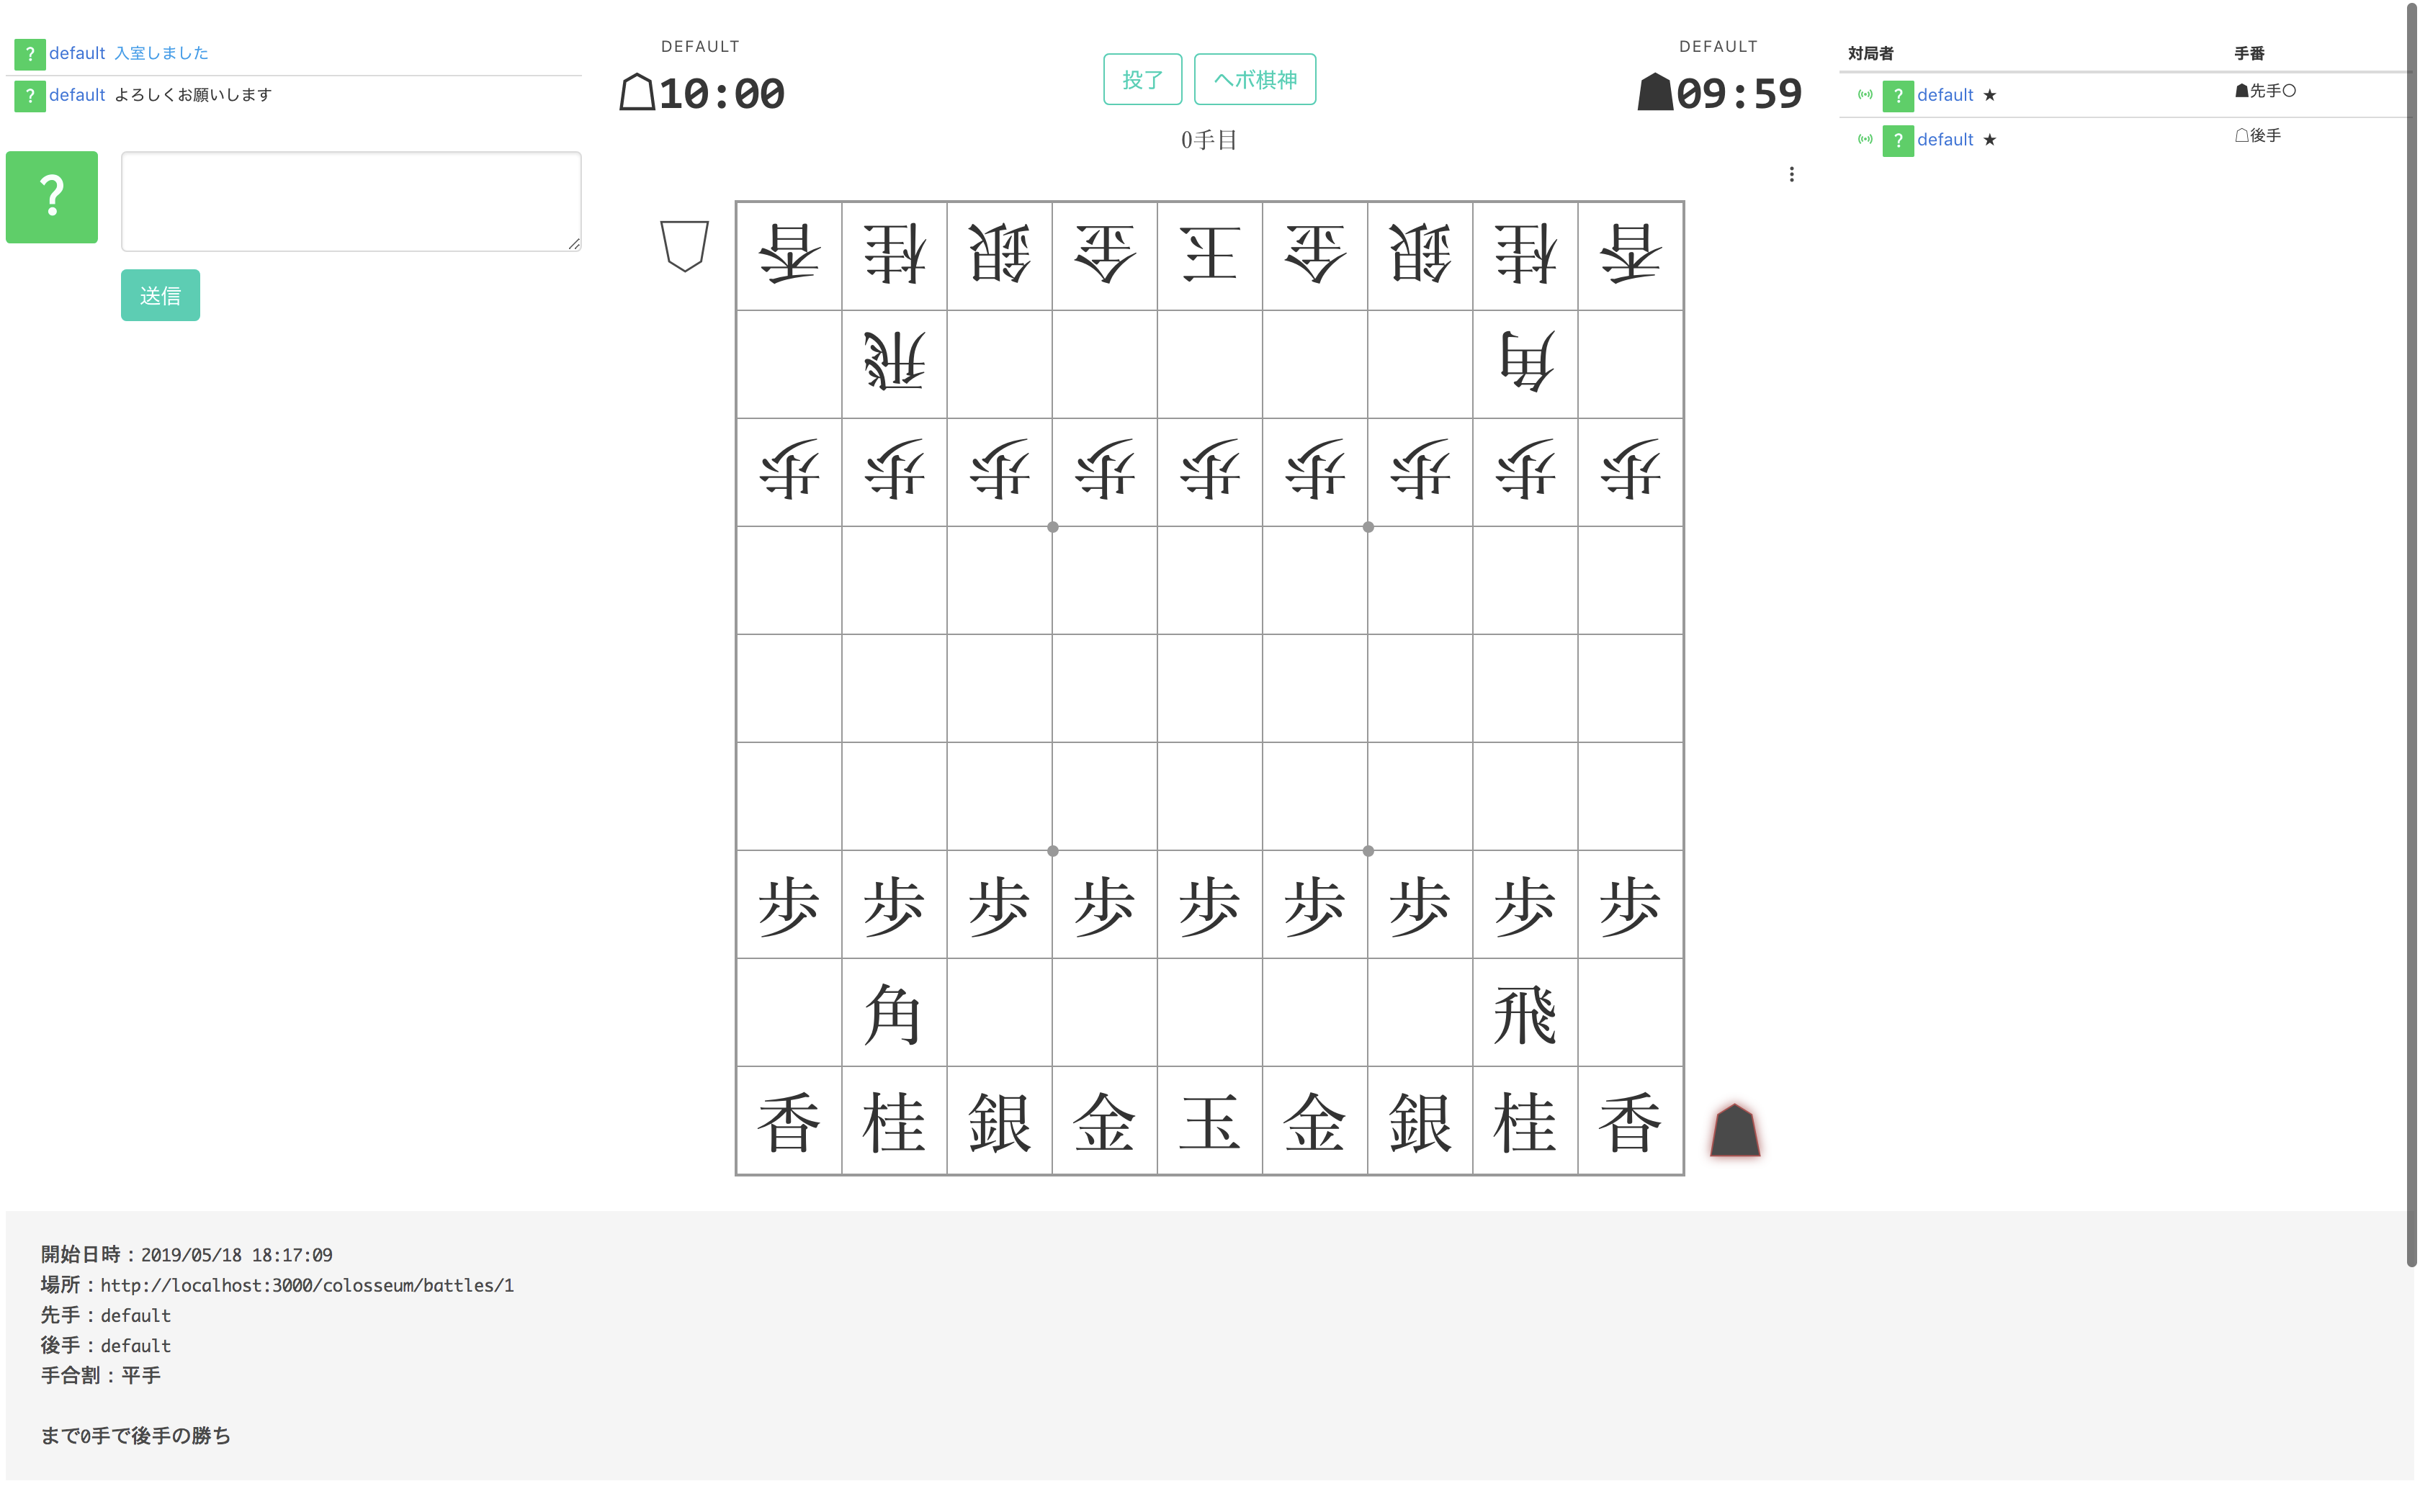 ? default 入室しました
? default よろしくお願いします
?
送信
DEFAULT
10:00
投了 ヘボ棋神
0手目
DEFAULT
09:59
対局者 手番
? default ★ 先手〇
? default ★ 後手
香桂銀金王金銀桂香
飛角
歩歩歩歩歩歩歩歩歩
歩歩歩歩歩歩歩歩歩
角飛
香桂銀金玉金銀桂香
開始日時：2019/05/18 18:17:09
場所：http://localhost:3000/colosseum/battles/1
先手：default
後手：default
手合割：平手
まで0手で後手の勝ち